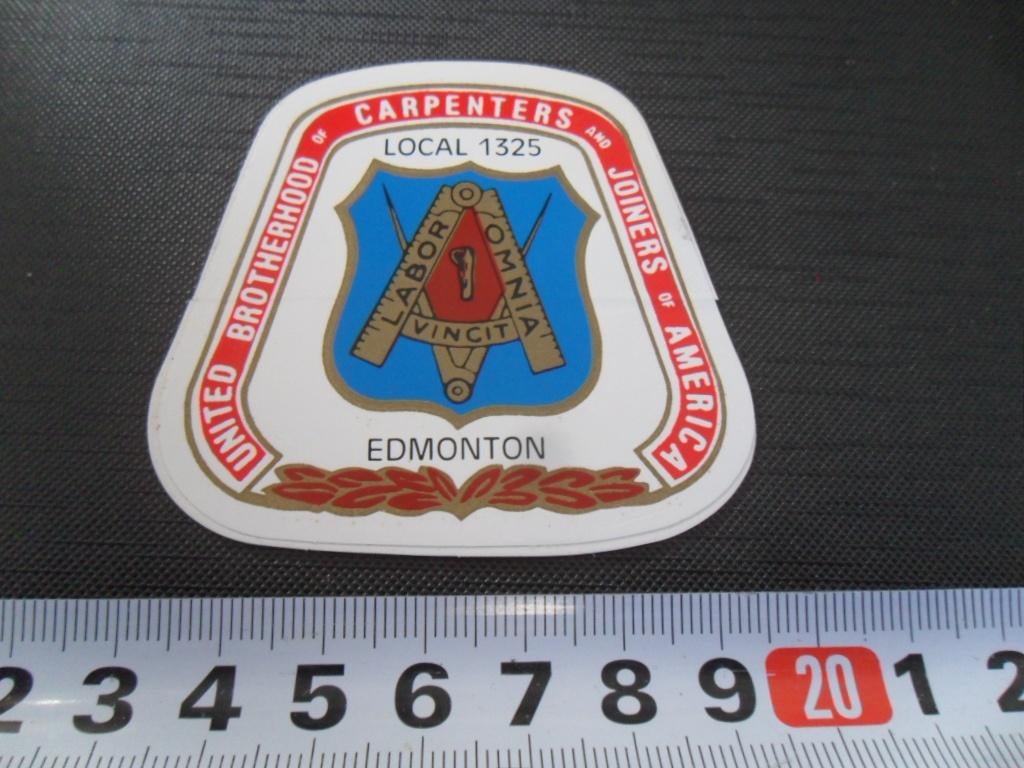 UNITED BROTHERHOOD OF CARPENTERS AND JOINERS OF AMERICA
LOCAL 1325
LABOR OMNIA
VINCIT
EDMONTON
2 3 4 5 6 7 8 9 20 1 2